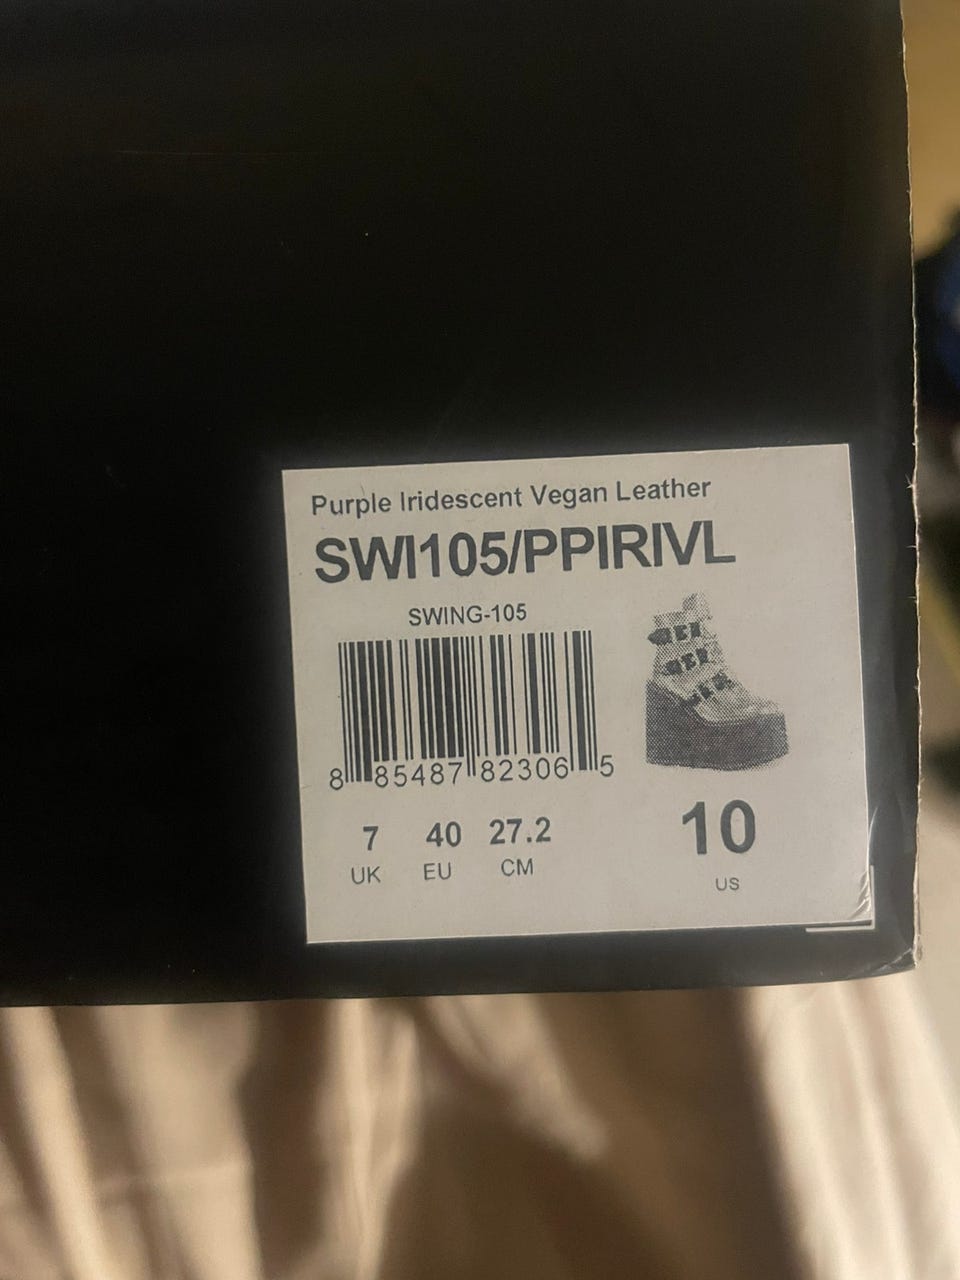 Purple Iridescent Vegan Leather
SWI105/PPIRIVL
SWING-105
8 85487 82306 5
7 40 27.2 10
UK EU CM US